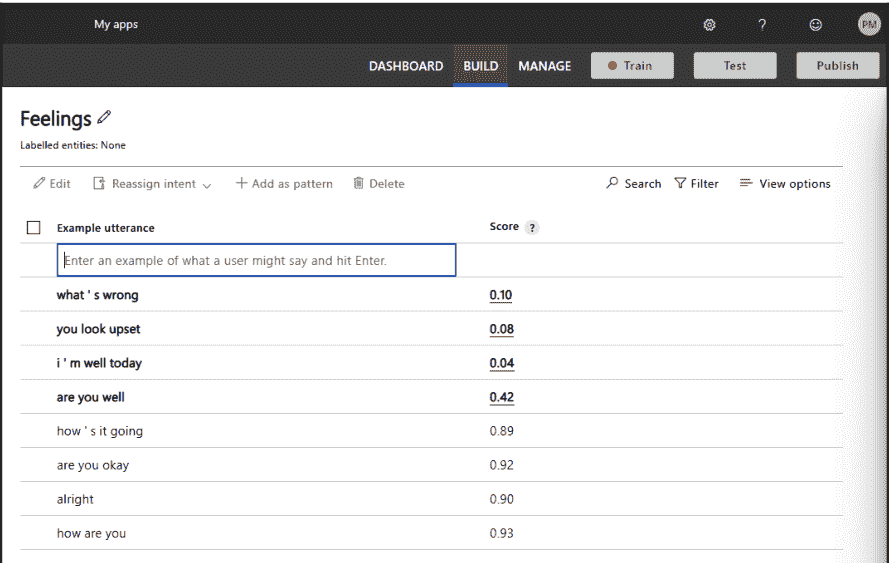 My apps ? PM
DASHBOARD BUILD MANAGE Train Test Publish
Feelings
Labelled entities: None
Edit Reassign intent Add as pattern Delete Search Filter View options
Example utterance Score ?
Enter an example of what a user might say and hit Enter.
what ' s wrong 0.10
you look upset 0.08
i ' m well today 0.04
are you well 0.42
how ' s it going 0.89
are you okay 0.92
alright 0.90
how are you 0.93